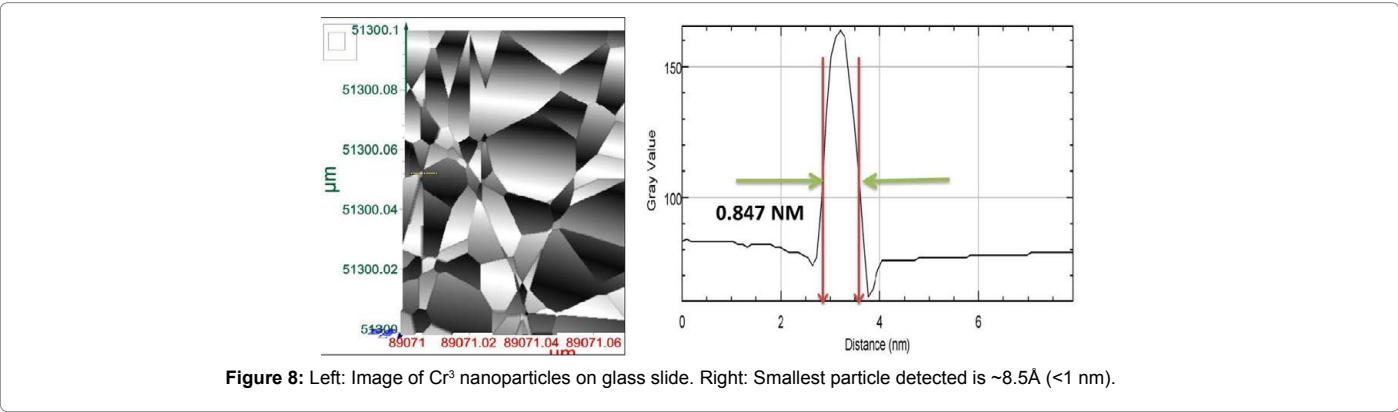 51300.1
51300.08
51300.06
51300.04
51300.02
51300
µm
89071 89071.02 89071.04 89071.06
µm
150
100
Gray Value
0.847 NM
0 2 4 6
Distance (nm)
Figure 8: Left: Image of Cr³ nanoparticles on glass slide. Right: Smallest particle detected is ~8.5Å (<1 nm).